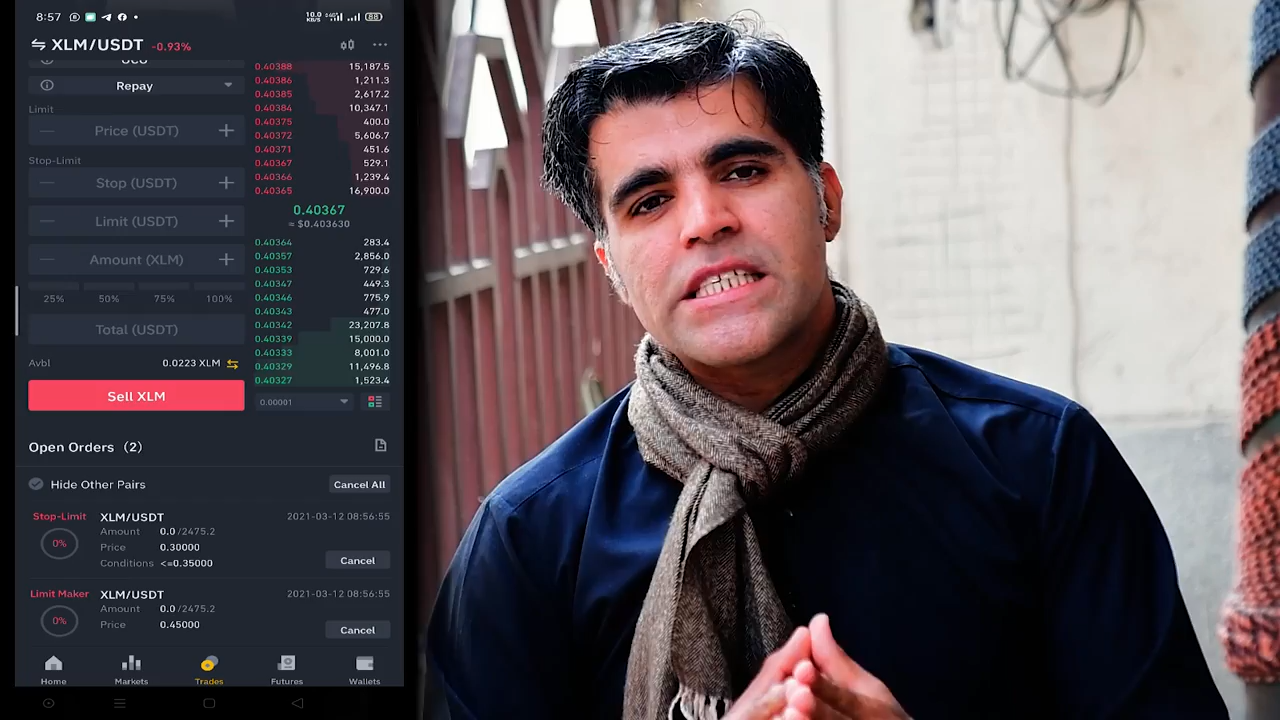 8:57
10.0
KB/S
88
XLM/USDT -0.93%
OCO
Repay
Limit
Price (USDT)
Stop-Limit
Stop (USDT)
Limit (USDT)
Amount (XLM)
25% 50% 75% 100%
Total (USDT)
Avbl 0.0223 XLM
Sell XLM
0.40388 15,187.5
0.40386 1,211.3
0.40385 2,617.2
0.40384 10,347.1
0.40375 400.0
0.40372 5,606.7
0.40371 451.6
0.40367 529.1
0.40366 1,239.4
0.40365 16,900.0
0.40367
≈ $0.403630
0.40364 283.4
0.40357 2,856.0
0.40353 729.6
0.40347 449.3
0.40346 775.9
0.40343 477.0
0.40342 23,207.8
0.40339 15,000.0
0.40333 8,001.0
0.40329 11,496.8
0.40327 1,523.4
0.00001
Open Orders (2)
Hide Other Pairs Cancel All
Stop-Limit XLM/USDT 2021-03-12 08:56:55
0% Amount 0.0/2475.2
Price 0.30000
Conditions <=0.35000 Cancel
Limit Maker XLM/USDT 2021-03-12 08:56:55
0% Amount 0.0/2475.2
Price 0.45000 Cancel
Home Markets Trades Futures Wallets